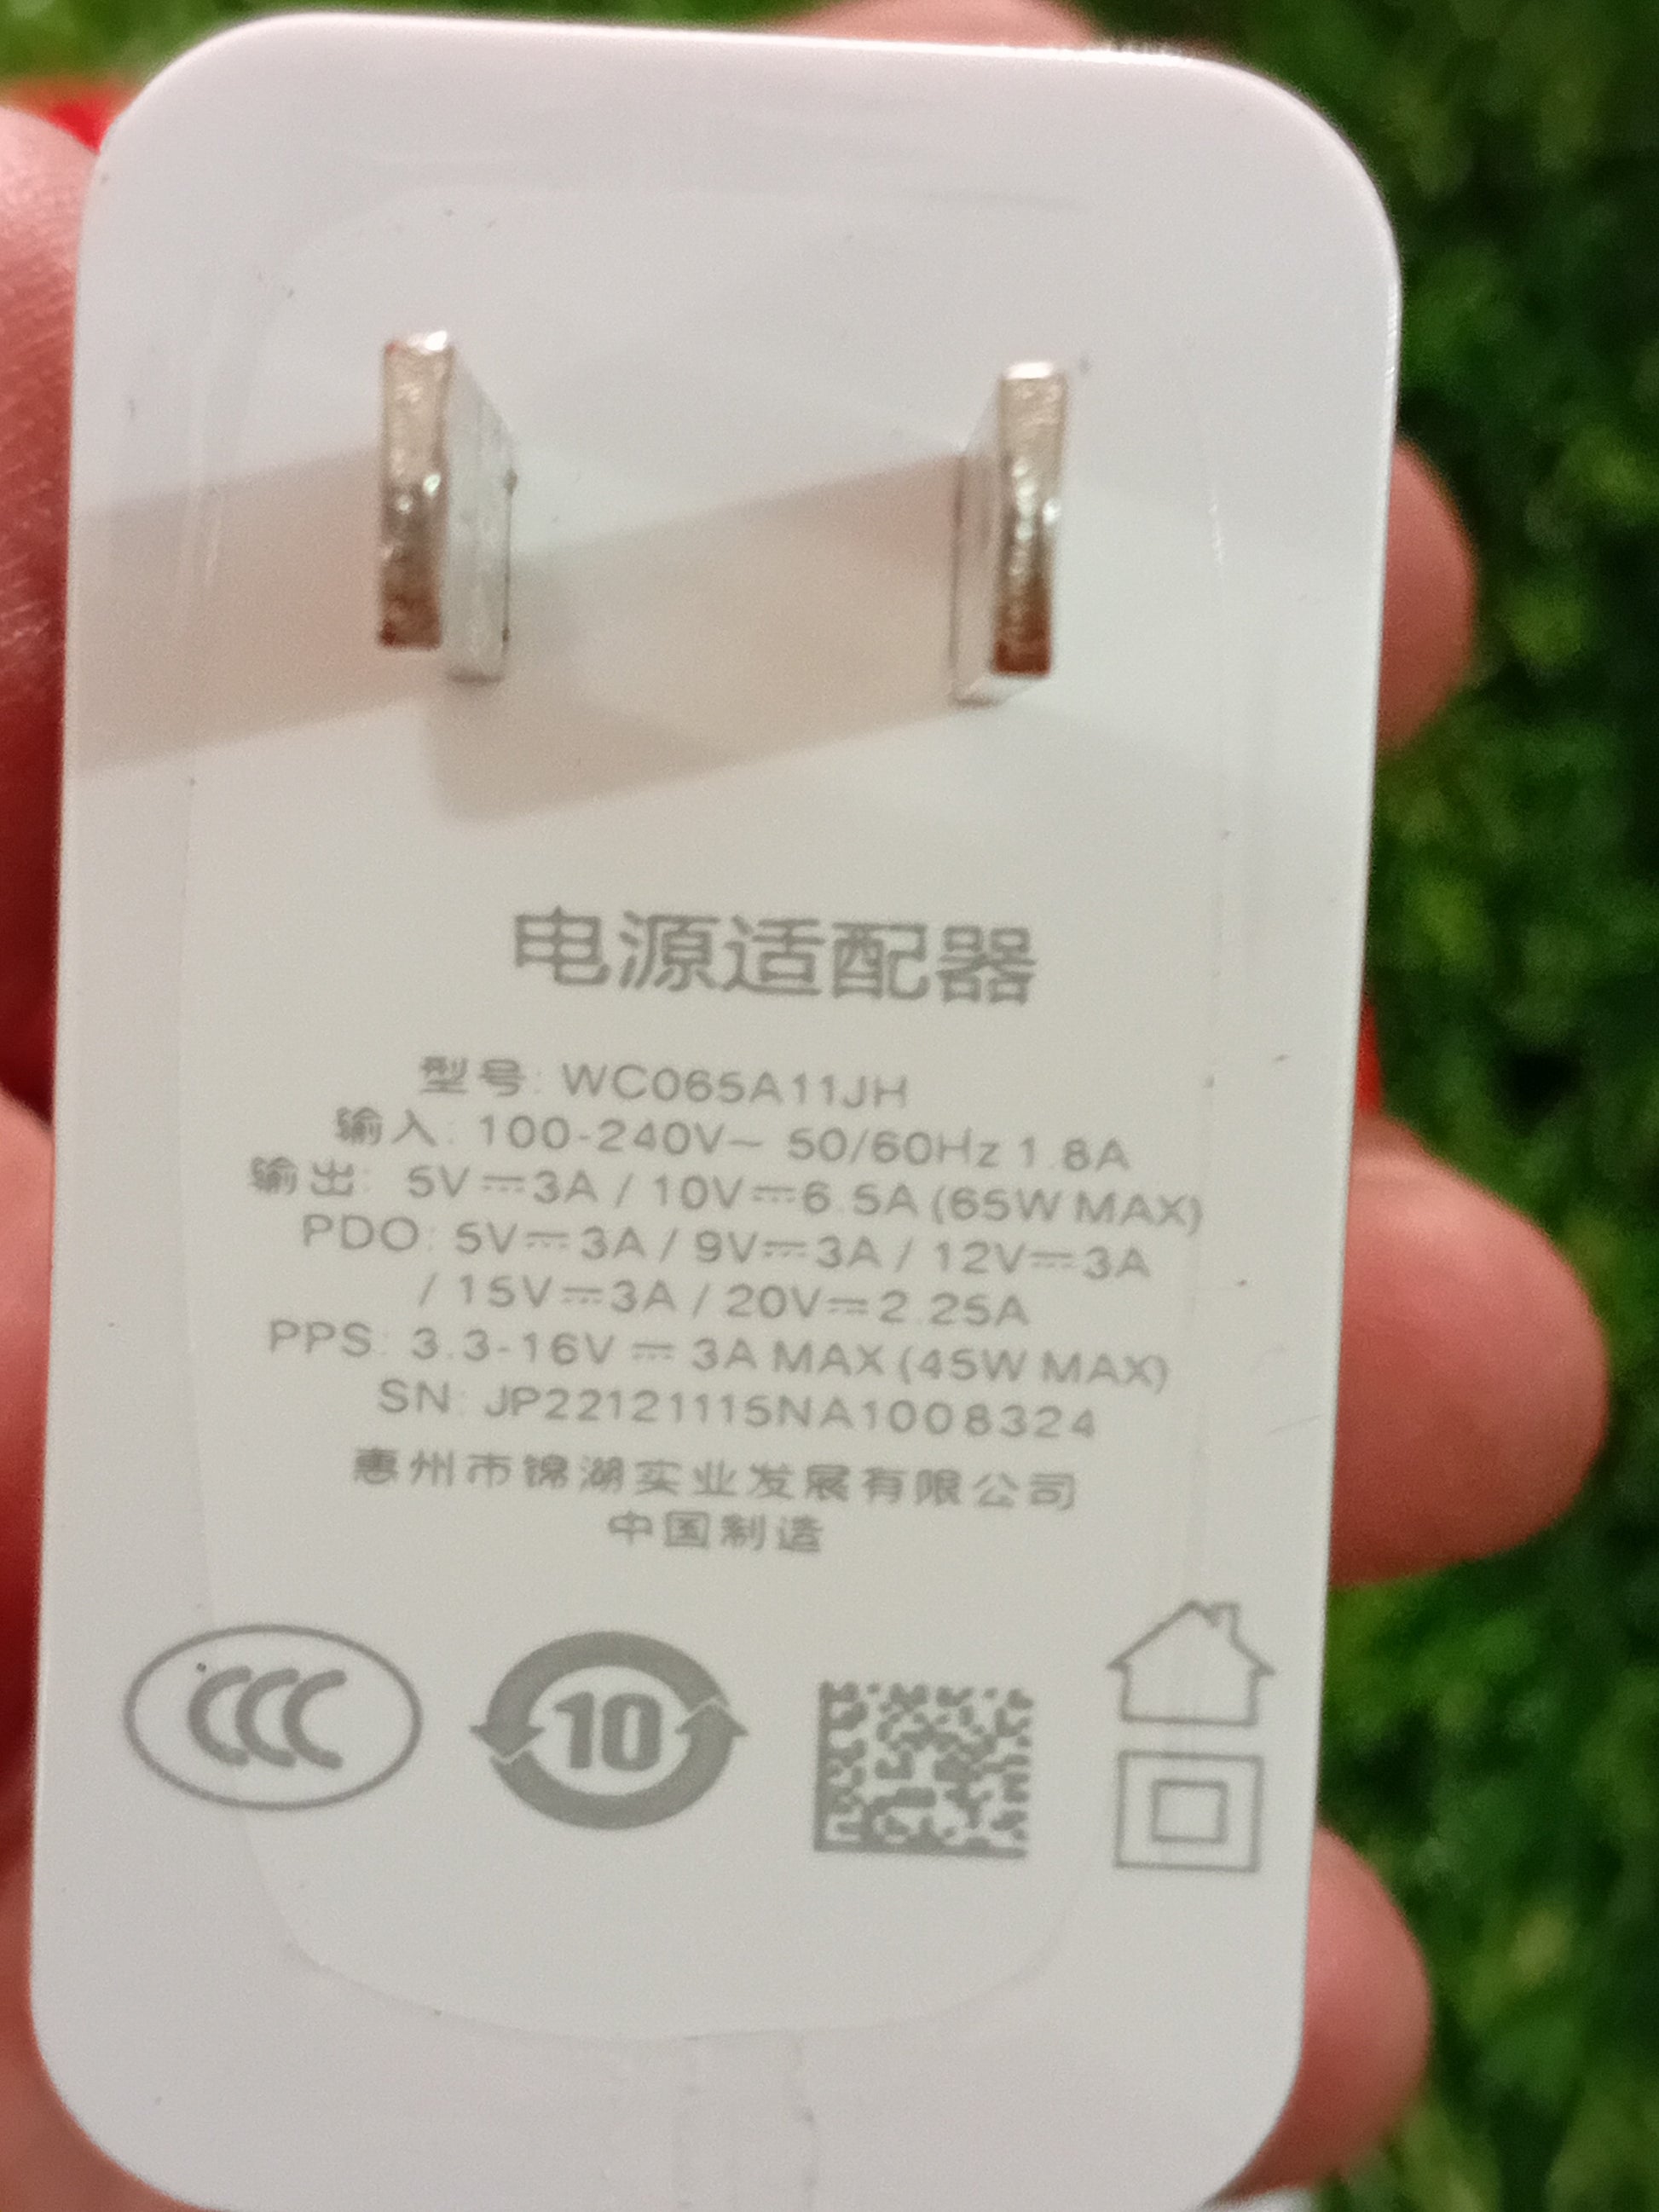 电源适配器
型号: WC065A11JH
输入: 100-240V~ 50/60Hz 1.8A
输出: 5V⎓3A / 10V⎓6.5A (65W MAX)
PDO: 5V⎓3A / 9V⎓3A / 12V⎓3A
/ 15V⎓3A / 20V⎓2.25A
PPS: 3.3-16V ⎓ 3A MAX (45W MAX)
SN: JP22121115NA1008324
惠州市锦湖实业发展有限公司
中国制造
CCC
10